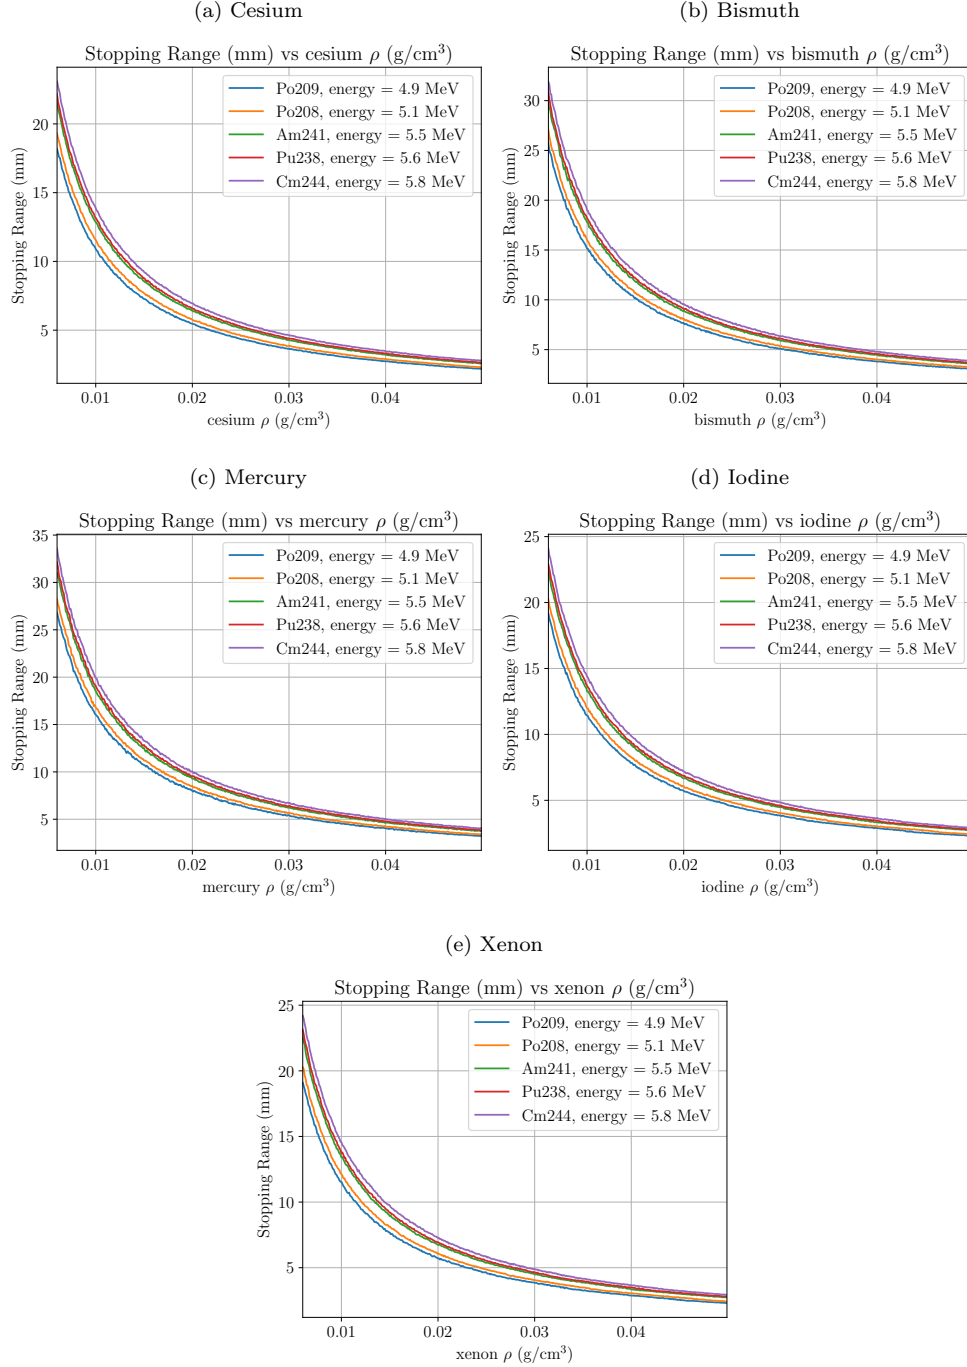 (a) Cesium
Stopping Range (mm) vs cesium ρ (g/cm³)
Stopping Range (mm)
20
15
10
5
Po209, energy = 4.9 MeV
Po208, energy = 5.1 MeV
Am241, energy = 5.5 MeV
Pu238, energy = 5.6 MeV
Cm244, energy = 5.8 MeV
0.01 0.02 0.03 0.04
cesium ρ (g/cm³)
(b) Bismuth
Stopping Range (mm) vs bismuth ρ (g/cm³)
Stopping Range (mm)
30
25
20
15
10
5
Po209, energy = 4.9 MeV
Po208, energy = 5.1 MeV
Am241, energy = 5.5 MeV
Pu238, energy = 5.6 MeV
Cm244, energy = 5.8 MeV
0.01 0.02 0.03 0.04
bismuth ρ (g/cm³)
(c) Mercury
Stopping Range (mm) vs mercury ρ (g/cm³)
Stopping Range (mm)
35
30
25
20
15
10
5
Po209, energy = 4.9 MeV
Po208, energy = 5.1 MeV
Am241, energy = 5.5 MeV
Pu238, energy = 5.6 MeV
Cm244, energy = 5.8 MeV
0.01 0.02 0.03 0.04
mercury ρ (g/cm³)
(d) Iodine
Stopping Range (mm) vs iodine ρ (g/cm³)
Stopping Range (mm)
25
20
15
10
5
Po209, energy = 4.9 MeV
Po208, energy = 5.1 MeV
Am241, energy = 5.5 MeV
Pu238, energy = 5.6 MeV
Cm244, energy = 5.8 MeV
0.01 0.02 0.03 0.04
iodine ρ (g/cm³)
(e) Xenon
Stopping Range (mm) vs xenon ρ (g/cm³)
Stopping Range (mm)
25
20
15
10
5
Po209, energy = 4.9 MeV
Po208, energy = 5.1 MeV
Am241, energy = 5.5 MeV
Pu238, energy = 5.6 MeV
Cm244, energy = 5.8 MeV
0.01 0.02 0.03 0.04
xenon ρ (g/cm³)